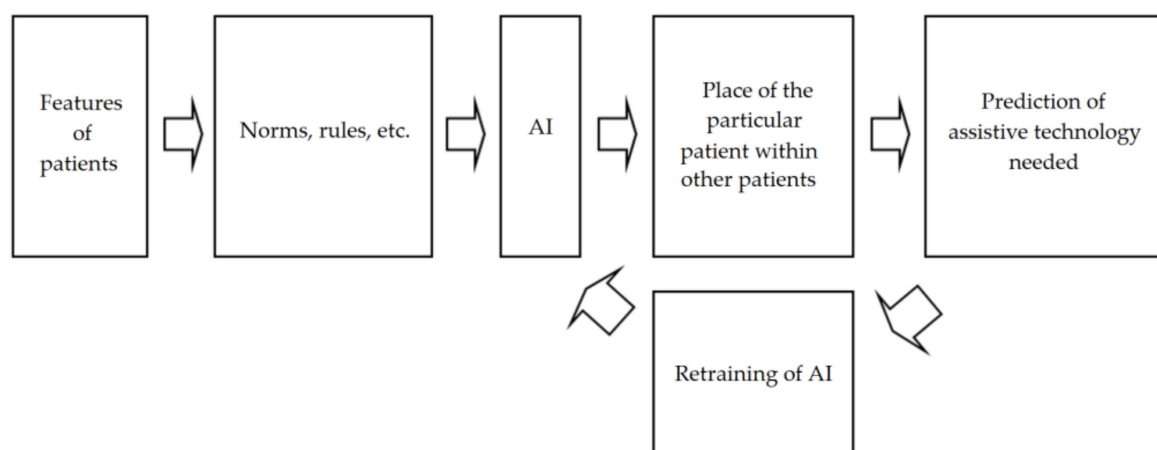 Features
of
patients
Norms, rules, etc.
AI
Place of the
particular
patient within
other patients
Prediction of
assistive technology
needed
Retraining of AI